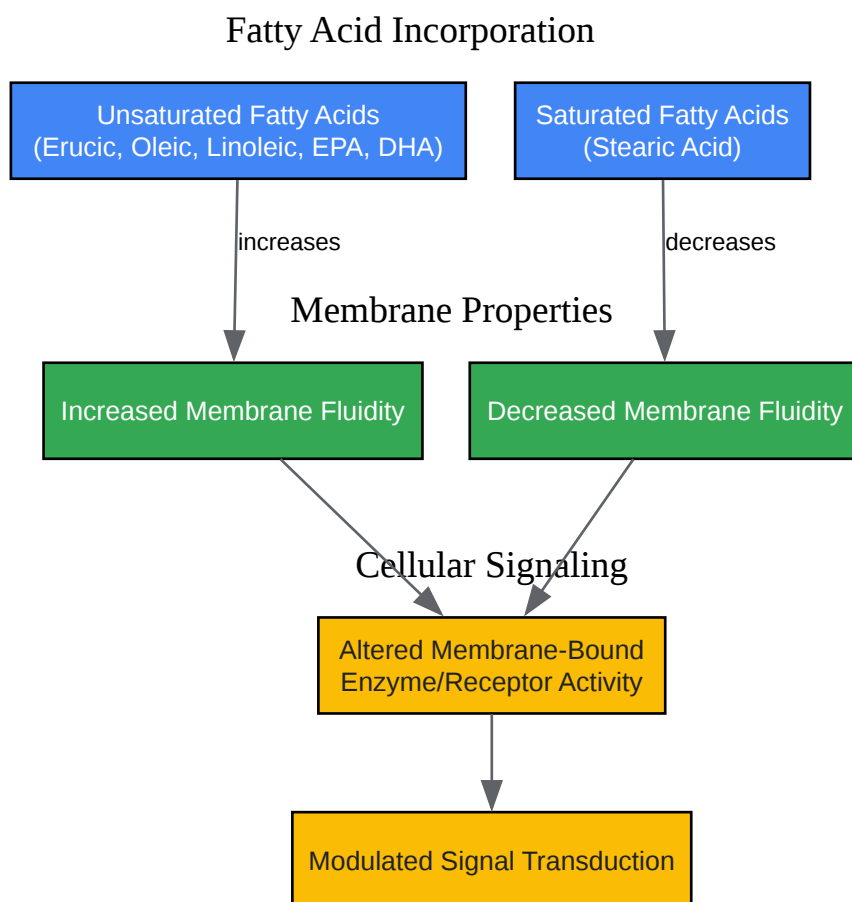 Fatty Acid Incorporation
Unsaturated Fatty Acids
(Erucic, Oleic, Linoleic, EPA, DHA)
Saturated Fatty Acids
(Stearic Acid)
increases
decreases
Membrane Properties
Increased Membrane Fluidity
Decreased Membrane Fluidity
Cellular Signaling
Altered Membrane-Bound
Enzyme/Receptor Activity
Modulated Signal Transduction